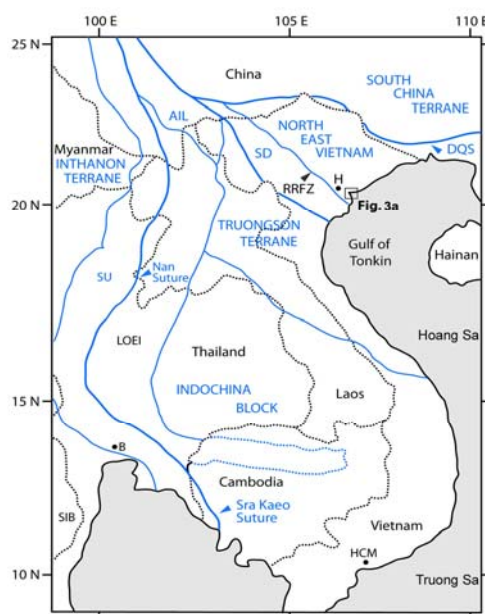 100 E
105 E
110 E
25 N
China
SOUTH
CHINA
TERRANE
AIL
NORTH
EAST
VIETNAM
Myanmar
INTHANON
TERRANE
SD
H
DQS
RRFZ
20 N
Fig. 3a
TRUONGSON
TERRANE
Gulf of
Tonkin
Hainan
SU
Nan
Suture
LOEI
Thailand
Hoang Sa
INDOCHINA
BLOCK
Laos
15 N
B
Cambodia
SIB
Sra Kaeo
Suture
Vietnam
HCM
10 N
Truong Sa